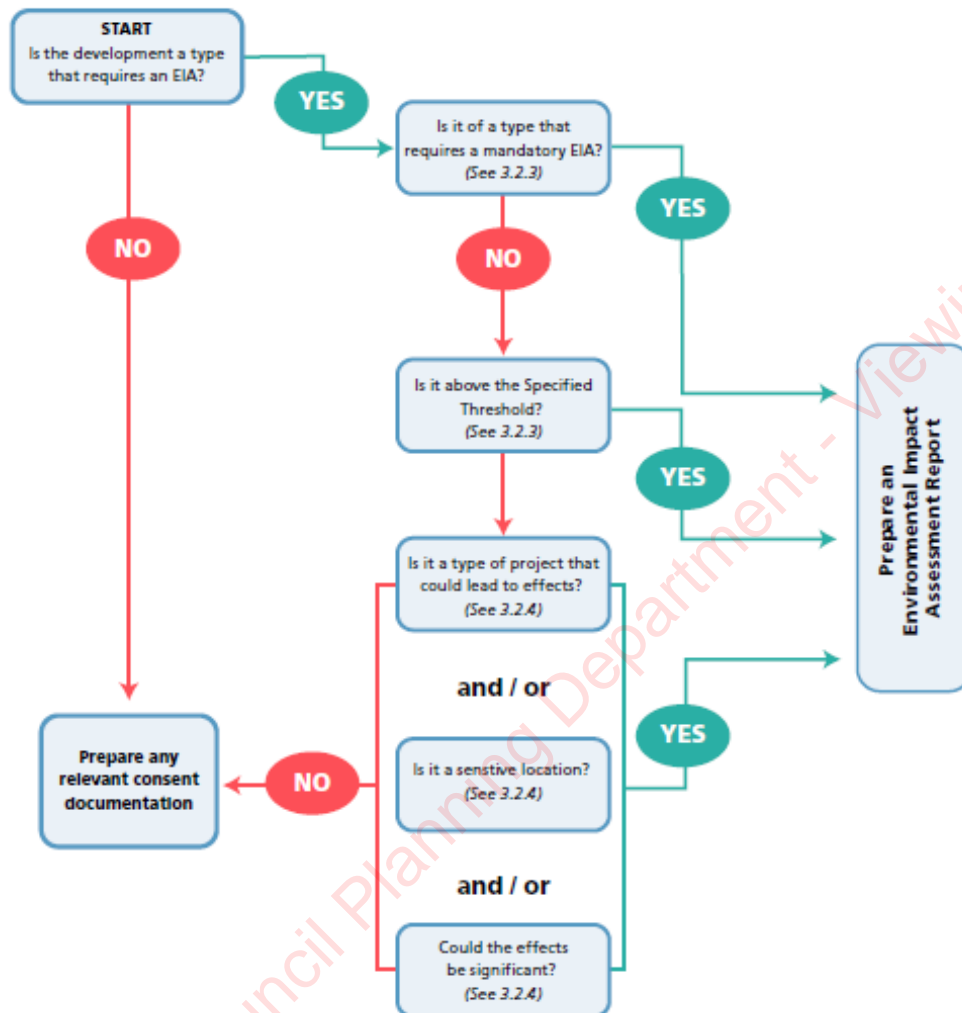 START
Is the development a type
that requires an EIA?
YES
Is it of a type that
requires a mandatory EIA?
(See 3.2.3)
YES
NO
NO
Is it above the Specified
Threshold?
(See 3.2.3)
YES
Prepare an
Environmental Impact
Assessment Report
Is it a type of project that
could lead to effects?
(See 3.2.4)
and / or
YES
Prepare any
relevant consent
documentation
NO
Is it a senstive location?
(See 3.2.4)
and / or
Could the effects
be significant?
(See 3.2.4)
uncil Planning Department - Viewin